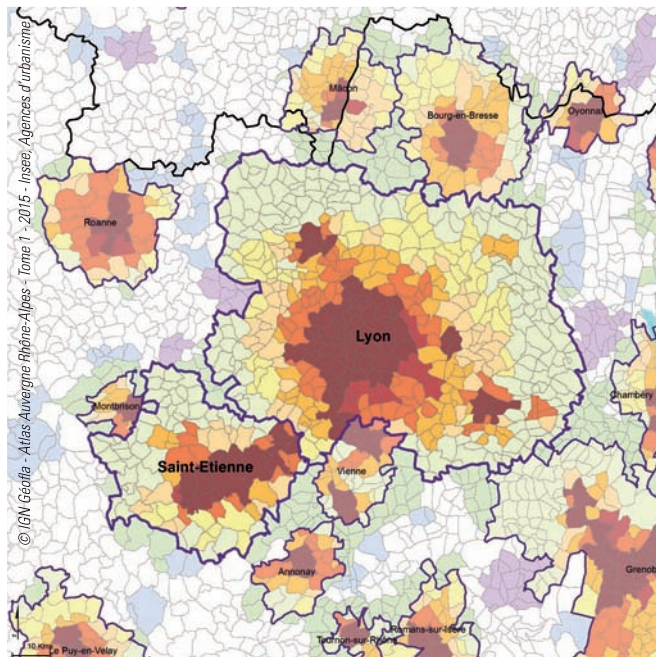 © IGN Géofla - Atlas Auvergne Rhône-Alpes - Tome 1 - 2015 - Insee, Agences d'urbanisme
Mâcon
Bourg-en-Bresse
Oyonnax
Roanne
Lyon
Montbrison
Chambéry
Saint-Etienne
Vienne
Annonay
Grenob
Tournon-sur-Rhône
Romans-sur-Isère
Le Puy-en-Velay
10 Kms